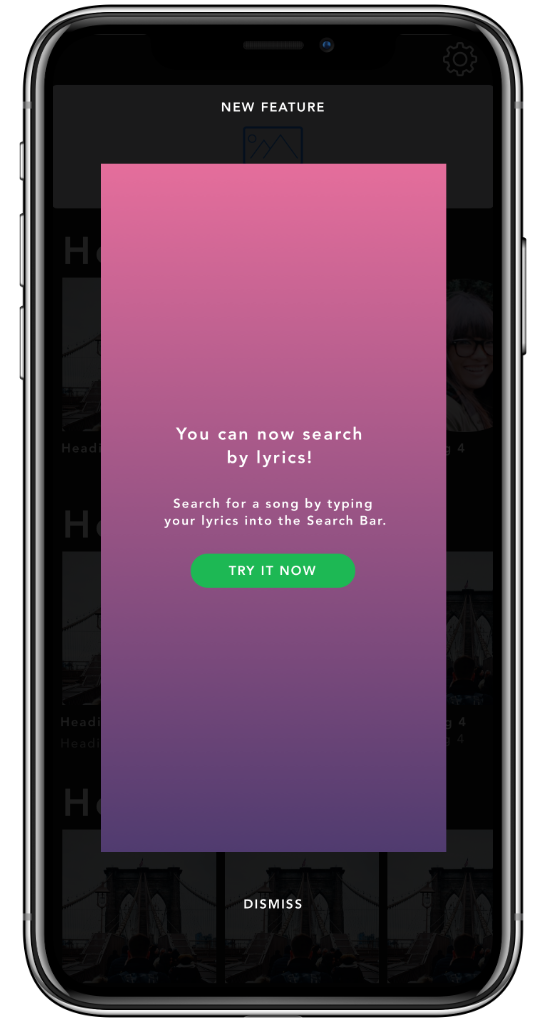 NEW FEATURE
He
Headi
g 4
You can now search
by lyrics!
Search for a song by typing
your lyrics into the Search Bar.
TRY IT NOW
He
Headi
g 4
Headi
g 4
He
DISMISS